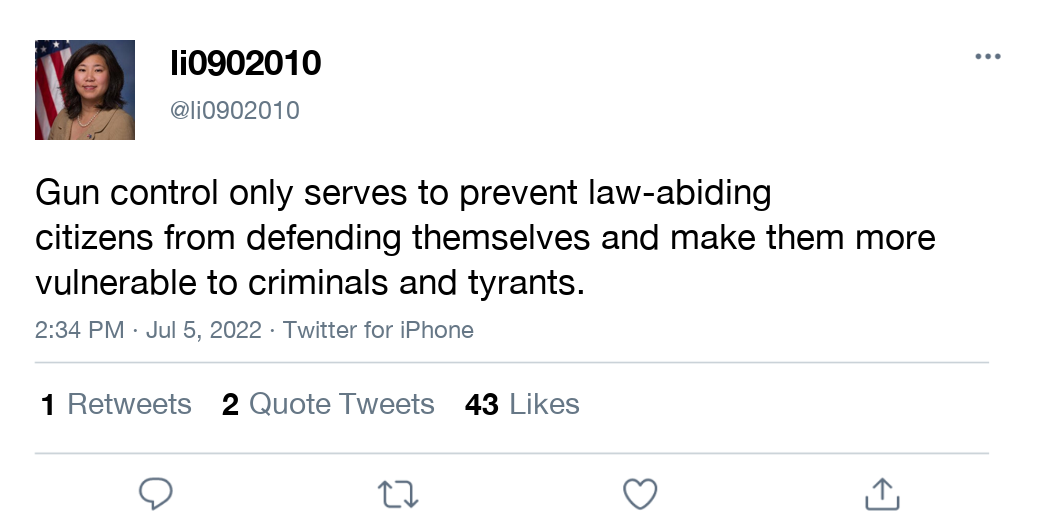 li0902010
@li0902010
Gun control only serves to prevent law-abiding
citizens from defending themselves and make them more
vulnerable to criminals and tyrants.
2:34 PM · Jul 5, 2022 · Twitter for iPhone
1 Retweets 2 Quote Tweets 43 Likes